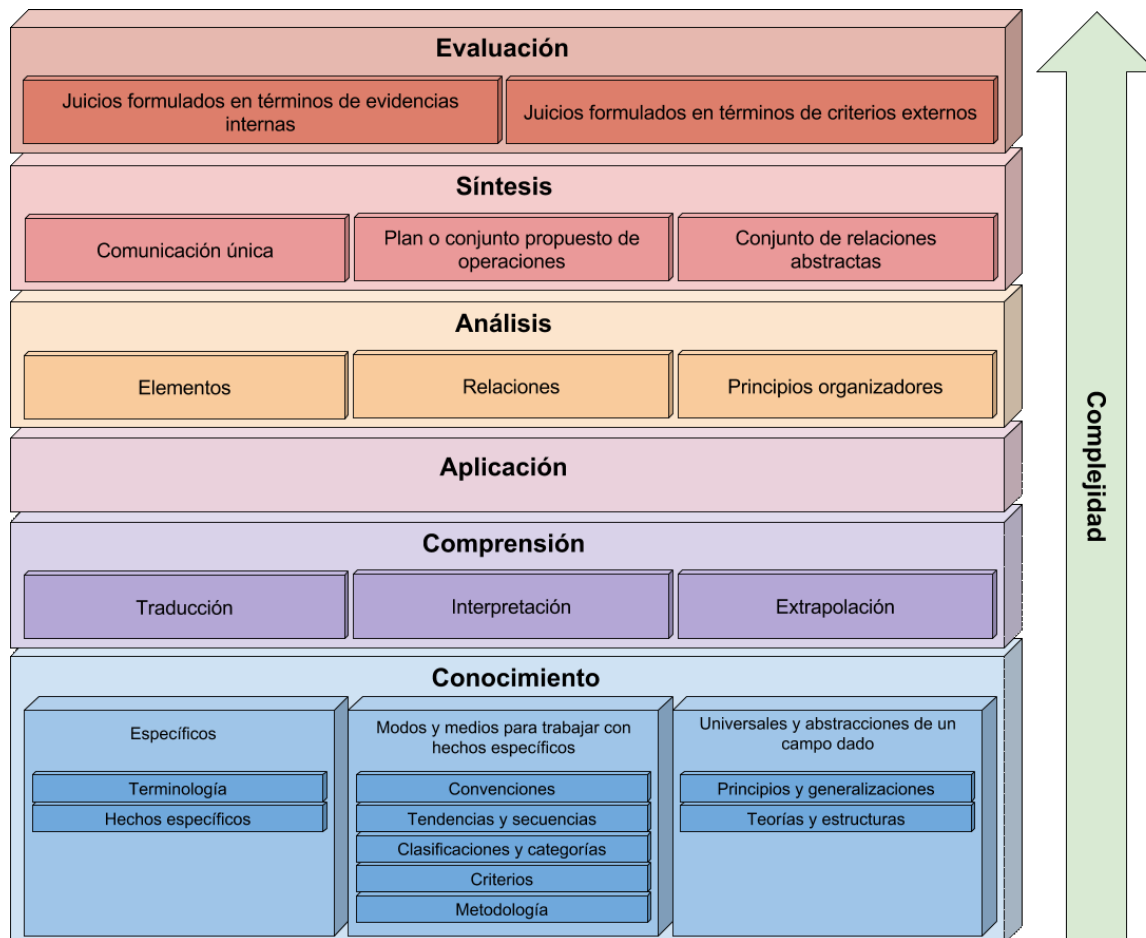 Evaluación
Juicios formulados en términos de evidencias
internas
Juicios formulados en términos de criterios externos
Síntesis
Comunicación única
Plan o conjunto propuesto de
operaciones
Conjunto de relaciones
abstractas
Análisis
Elementos
Relaciones
Principios organizadores
Aplicación
Comprensión
Traducción
Interpretación
Extrapolación
Conocimiento
Específicos
Terminología
Hechos específicos
Modos y medios para trabajar con
hechos específicos
Convenciones
Tendencias y secuencias
Clasificaciones y categorías
Criterios
Metodología
Universales y abstracciones de un
campo dado
Principios y generalizaciones
Teorías y estructuras
Complejidad